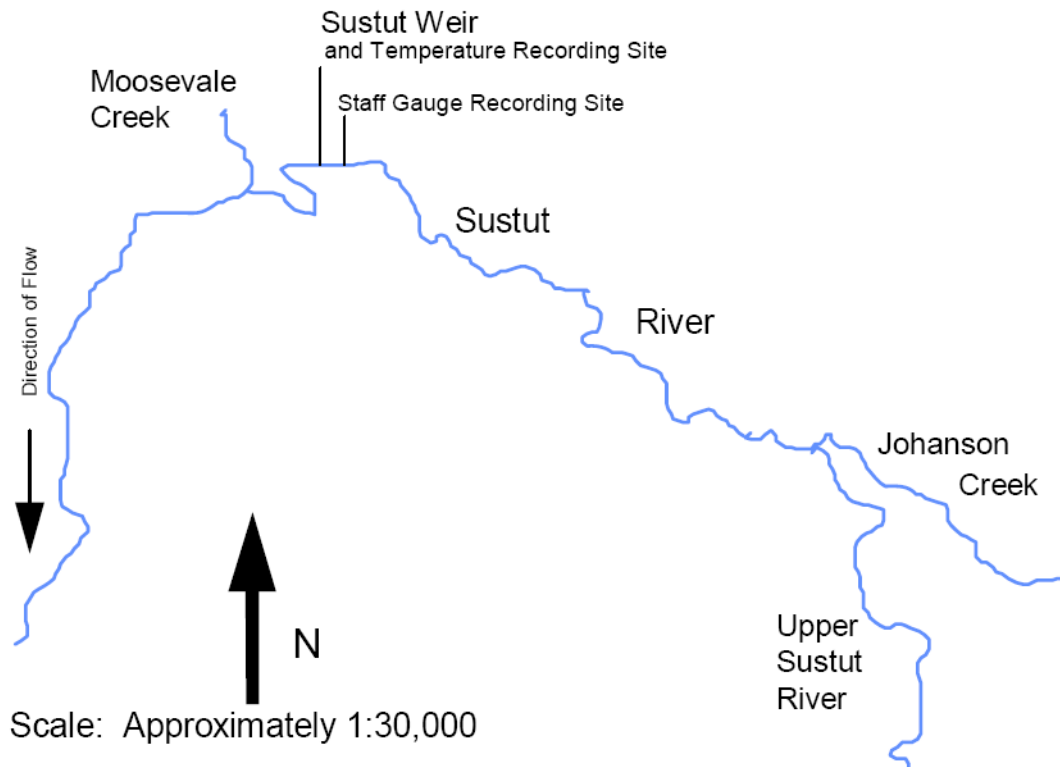 Sustut Weir
and Temperature Recording Site
Moosevale
Creek
Staff Gauge Recording Site
Sustut
Direction of Flow
River
Johanson
Creek
Upper
Sustut
River
N
Scale: Approximately 1:30,000